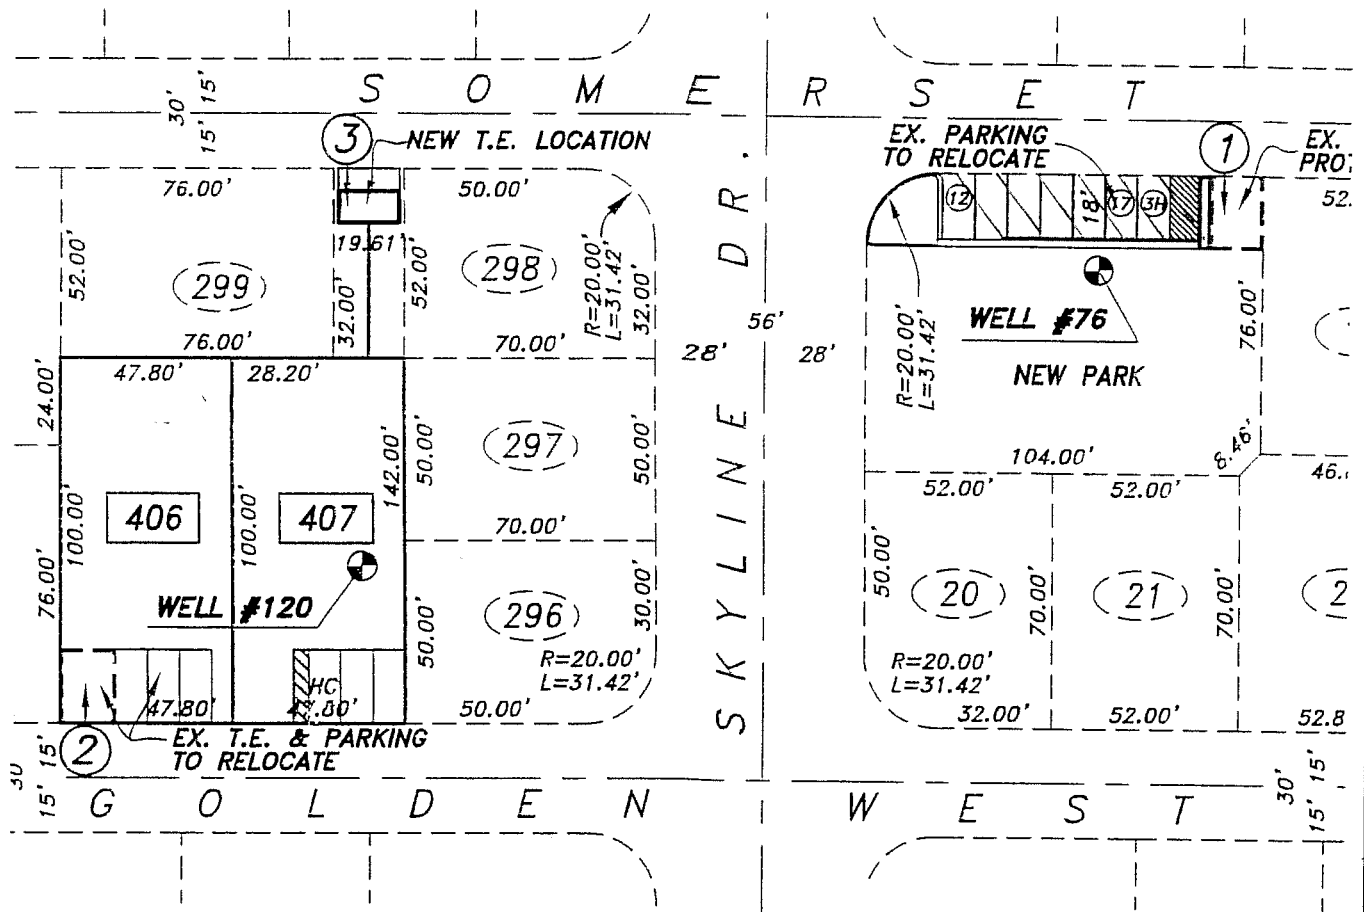 30'
15'
15'
S O M E R S E T
3
NEW T.E. LOCATION
EX. PARKING
TO RELOCATE
1
EX.
76.00'
50.00'
12
18'
17
3H
19.61'
52.00'
299
32.00'
52.00'
298
R=20.00'
L=31.42'
32.00'
56'
28'
28'
SKYLINE DR.
R=20.00'
L=31.42'
WELL #76
NEW PARK
76.00'
76.00'
70.00'
47.80'
28.20'
24.00'
142.00'
50.00'
297
50.00'
104.00'
8.46'
52.00'
52.00'
100.00'
406
100.00'
407
70.00'
76.00'
WELL #120
50.00'
296
30.00'
50.00'
20
70.00'
21
70.00'
R=20.00'
L=31.42'
R=20.00'
L=31.42'
HC
47.80'
50.00'
32.00'
52.00'
52.8
2
EX. T.E. & PARKING
TO RELOCATE
15'
15'
30'
15'
15'
G O L D E N W E S T